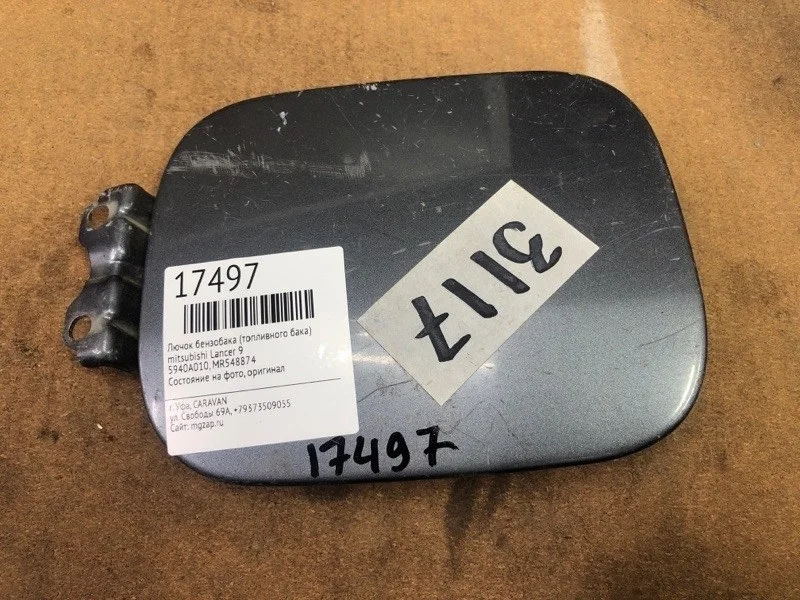 17497
Лючок бензобака (топливного бака)
mitsubishi Lancer 9
5940A010, MR548874
Состояние на фото, оригинал
г. Уфа, CARAVAN
ул. Свободы 69А, +79373509055
Сайт: mgzap.ru
3117
17497